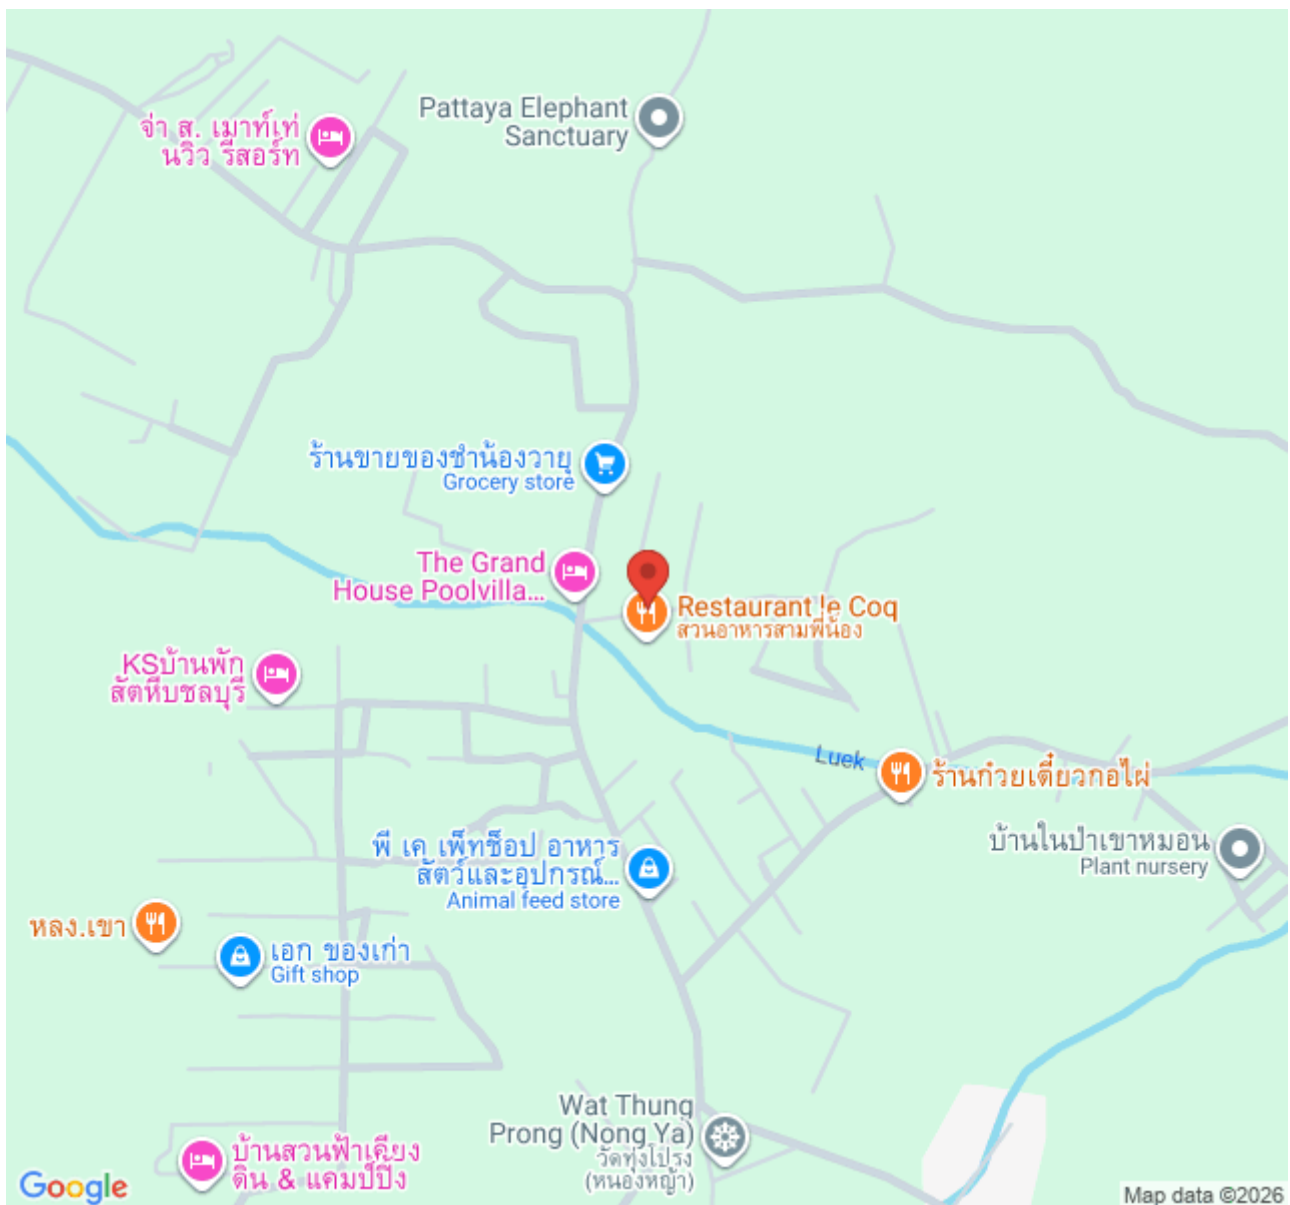 Pattaya Elephant
Sanctuary
จ่า ส. เมาท์เท่
นวิว รีสอร์ท
ร้านขายของชำน้องวายุ
Grocery store
The Grand
House Poolvilla...
Restaurant le Coq
สวนอาหารสามพี่น้อง
KSบ้านพัก
สัตหีบชลบุรี
Luek
ร้านก๋วยเตี๋ยวกอไผ่
พี เค เพ็ทช็อป อาหาร
สัตว์และอุปกรณ์...
Animal feed store
บ้านในป่าเขาหมอน
Plant nursery
หลง.เขา
เอก ของเก่า
Gift shop
Wat Thung
Prong (Nong Ya)
วัดทุ่งโปรง
(หนองหญ้า)
บ้านสวนฟ้าเคียง
ดิน & แคมป์ปิ้ง
Google
Map data ©2026